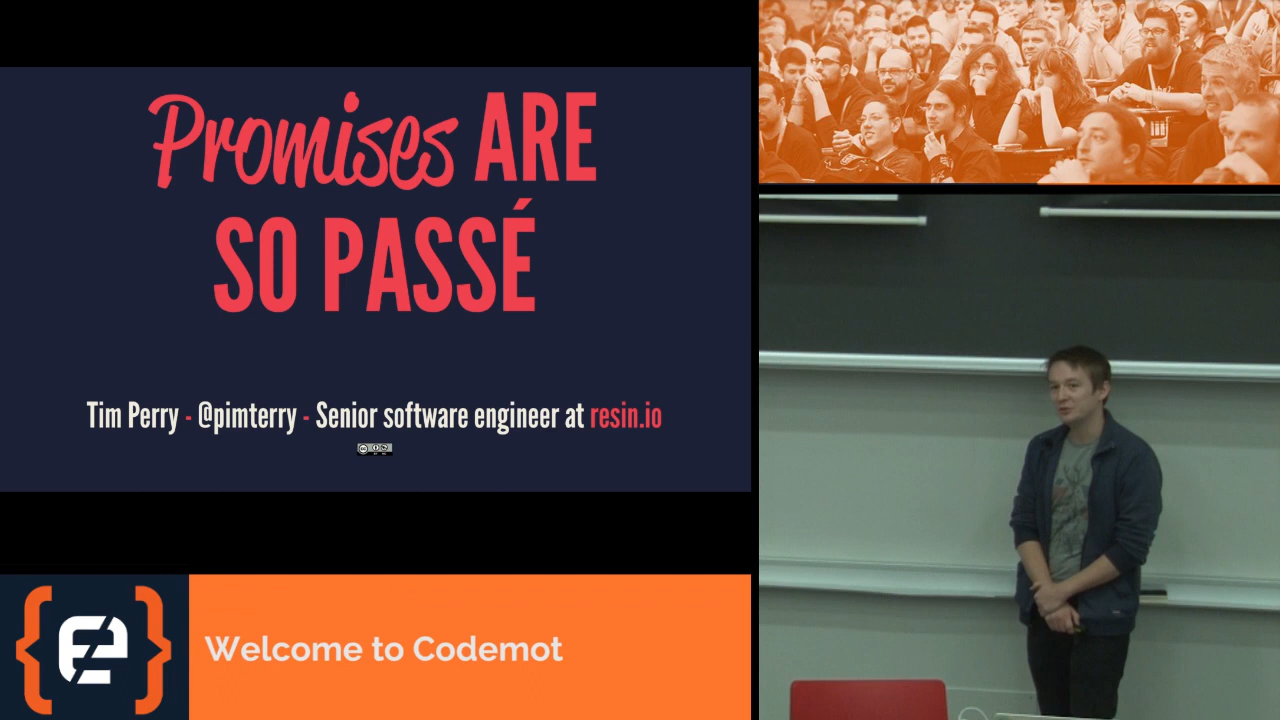 Promises ARE
SO PASSÉ
Tim Perry - @pimterry - Senior software engineer at resin.io
Welcome to Codemot